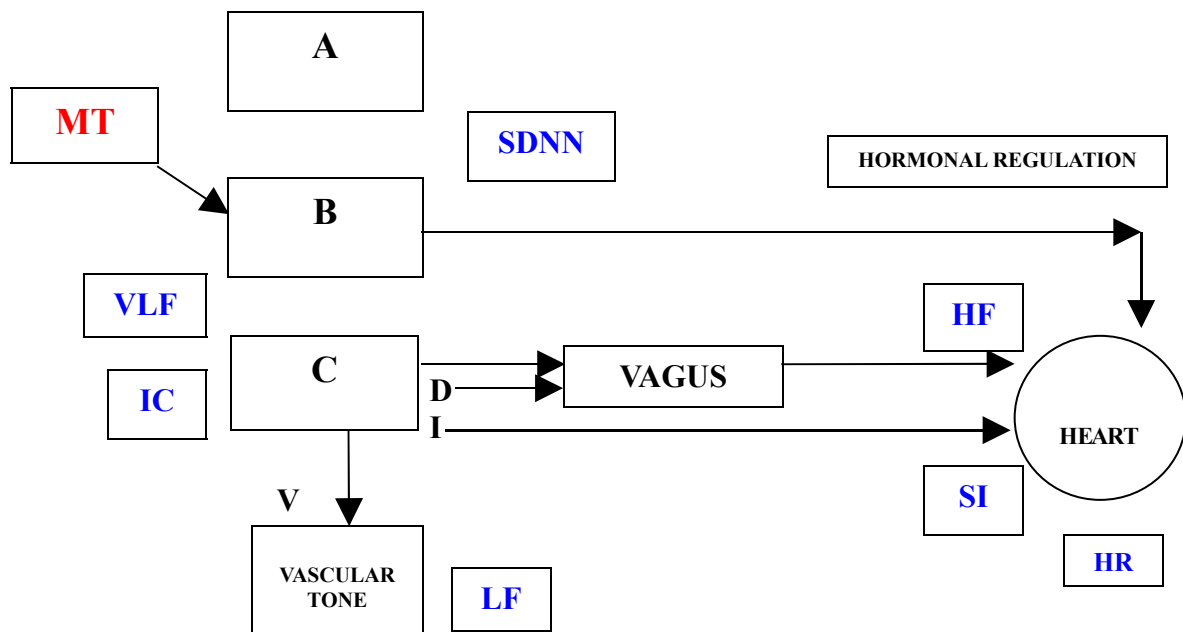 A
MT
SDNN
HORMONAL REGULATION
B
VLF
HF
C
VAGUS
D
IC
I
HEART
V
SI
VASCULAR
TONE
LF
HR